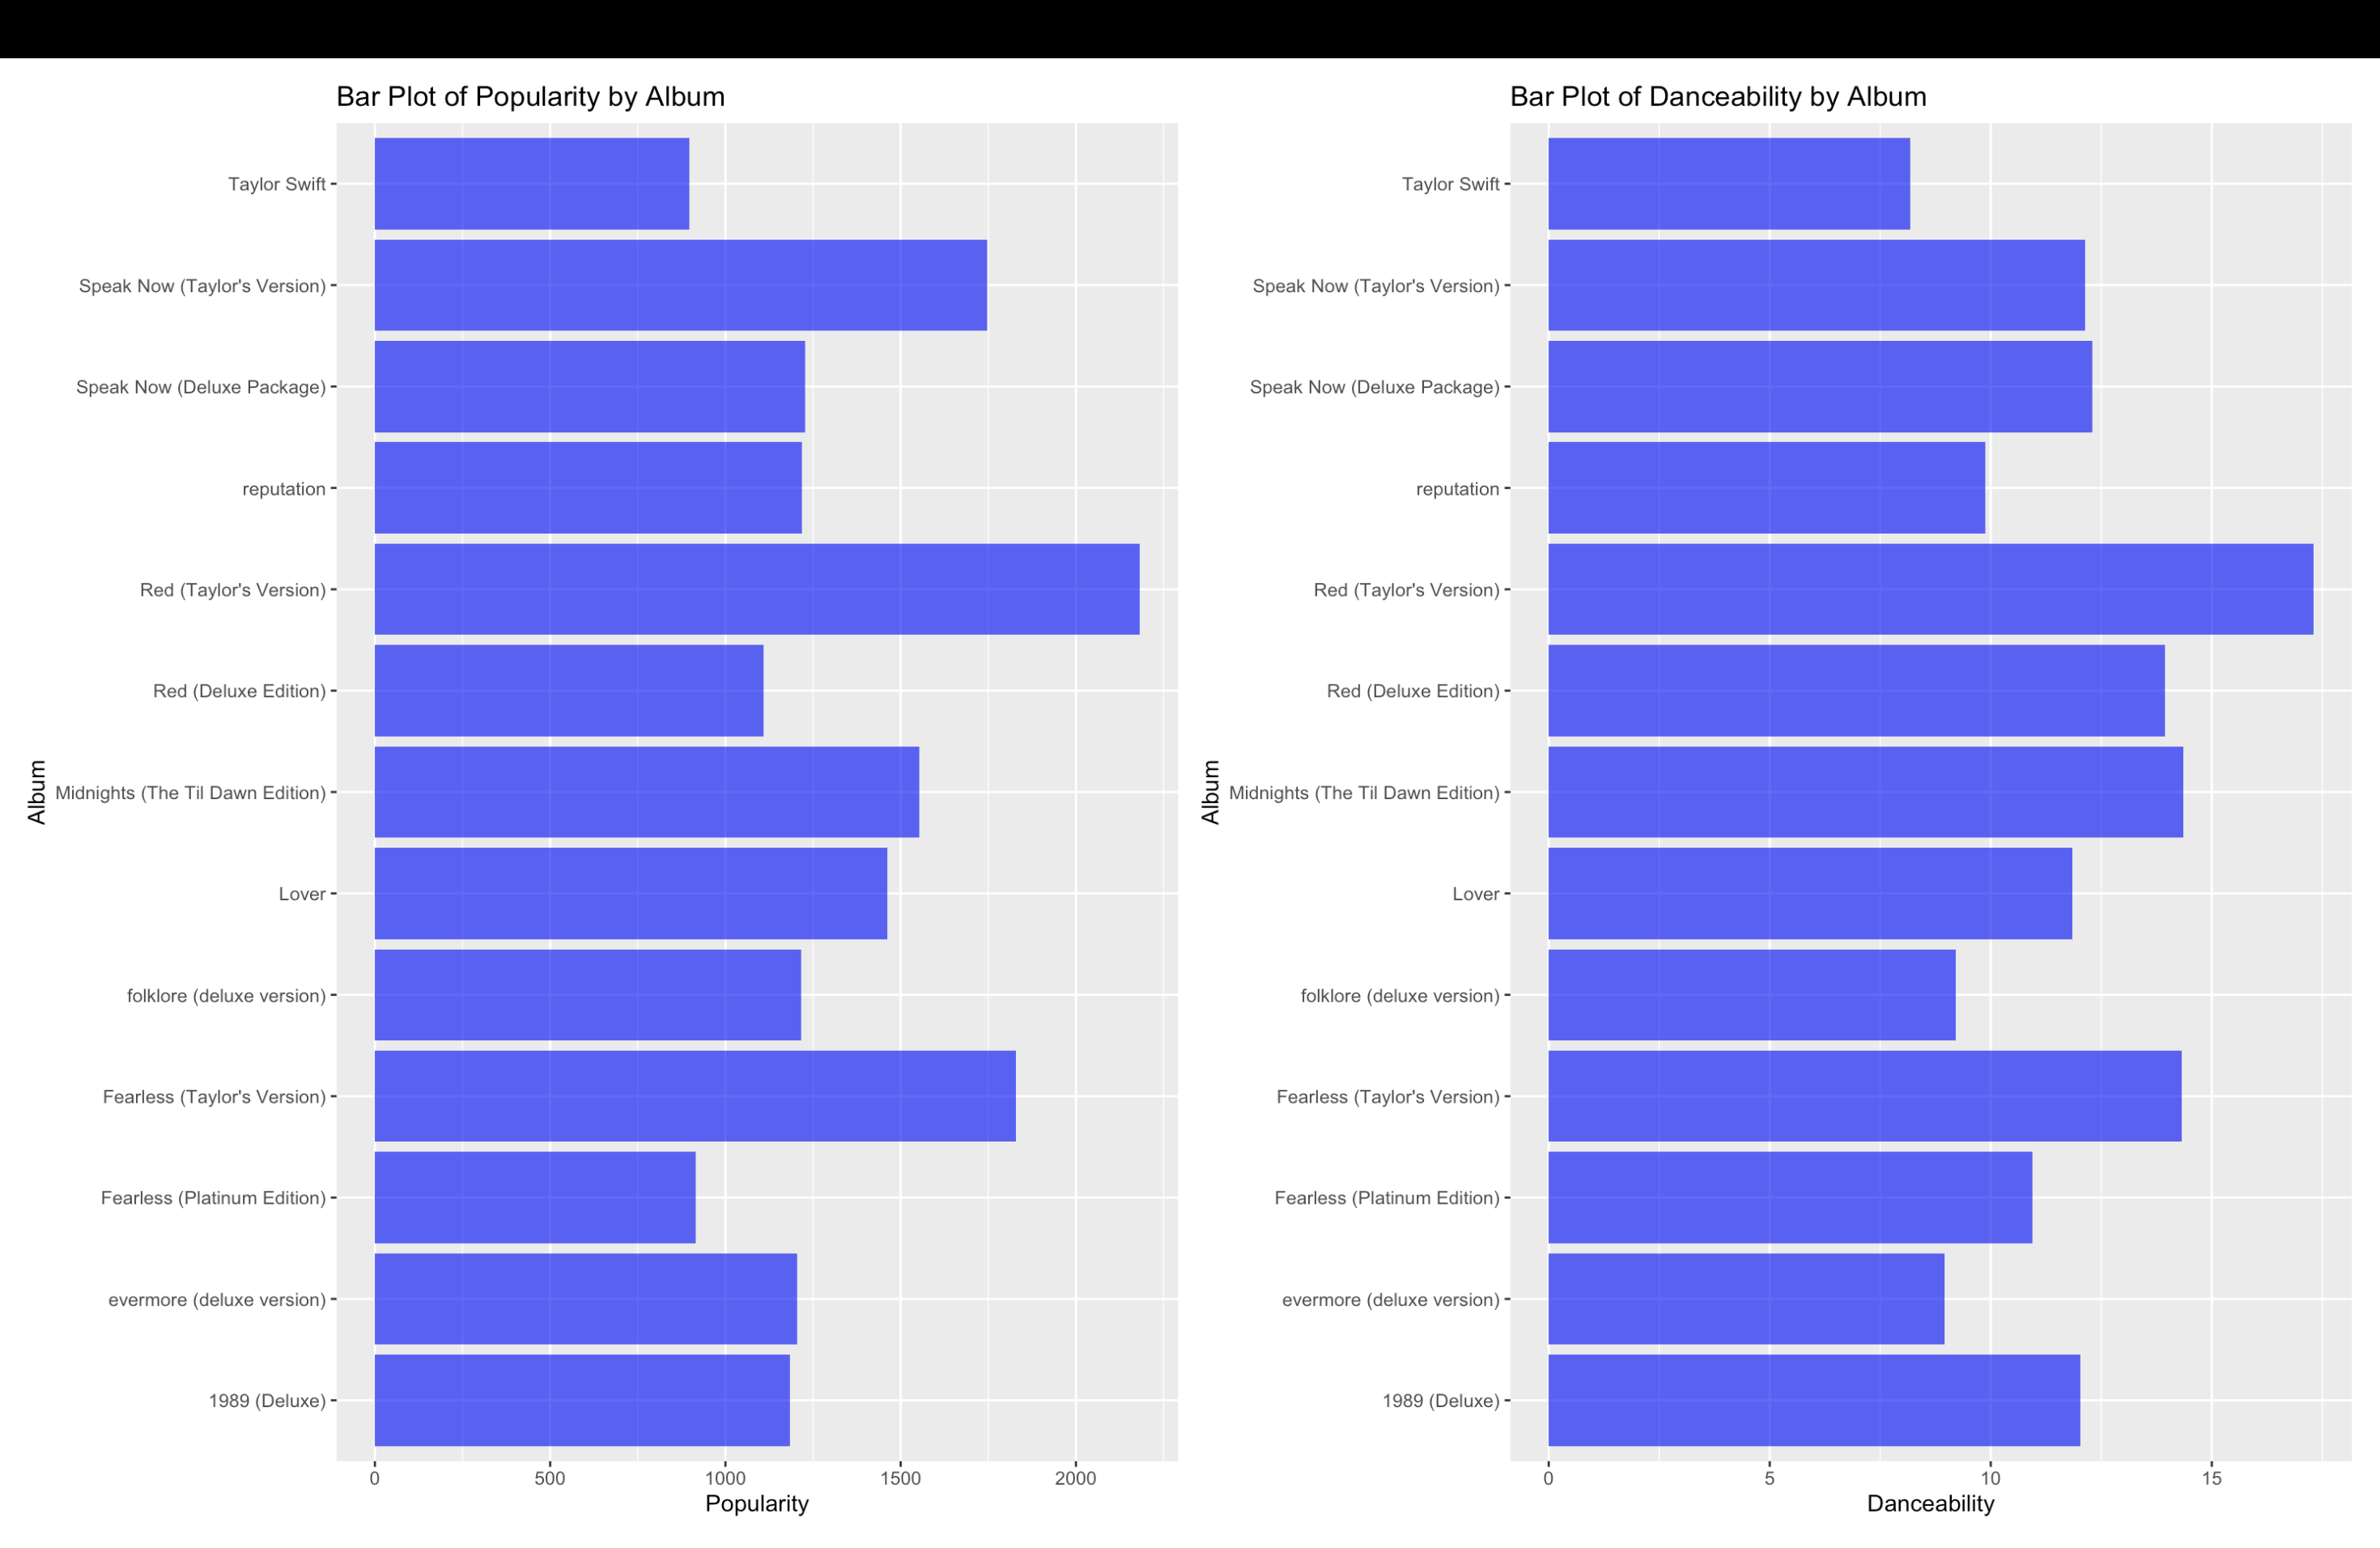 Bar Plot of Popularity by Album
Taylor Swift
Speak Now (Taylor's Version)
Speak Now (Deluxe Package)
reputation
Red (Taylor's Version)
Red (Deluxe Edition)
Midnights (The Til Dawn Edition)
Lover
folklore (deluxe version)
Fearless (Taylor's Version)
Fearless (Platinum Edition)
evermore (deluxe version)
1989 (Deluxe)
Album
0 500 1000 1500 2000
Popularity
Bar Plot of Danceability by Album
Taylor Swift
Speak Now (Taylor's Version)
Speak Now (Deluxe Package)
reputation
Red (Taylor's Version)
Red (Deluxe Edition)
Midnights (The Til Dawn Edition)
Lover
folklore (deluxe version)
Fearless (Taylor's Version)
Fearless (Platinum Edition)
evermore (deluxe version)
1989 (Deluxe)
Album
0 5 10 15
Danceability